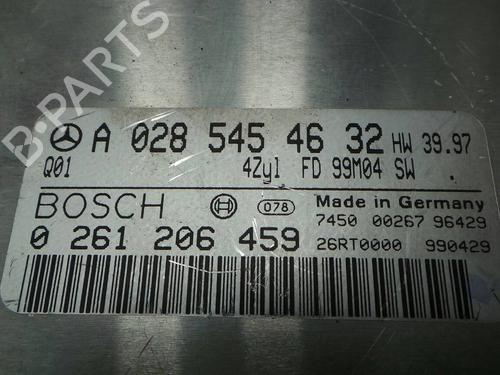 B-PARTS
A 028 545 46 32 HW 39.97
Q01 4Zyl FD 99M04 SW .
BOSCH 078 Made in Germany
7450 00267 96429
0 261 206 459 26RT0000 990429